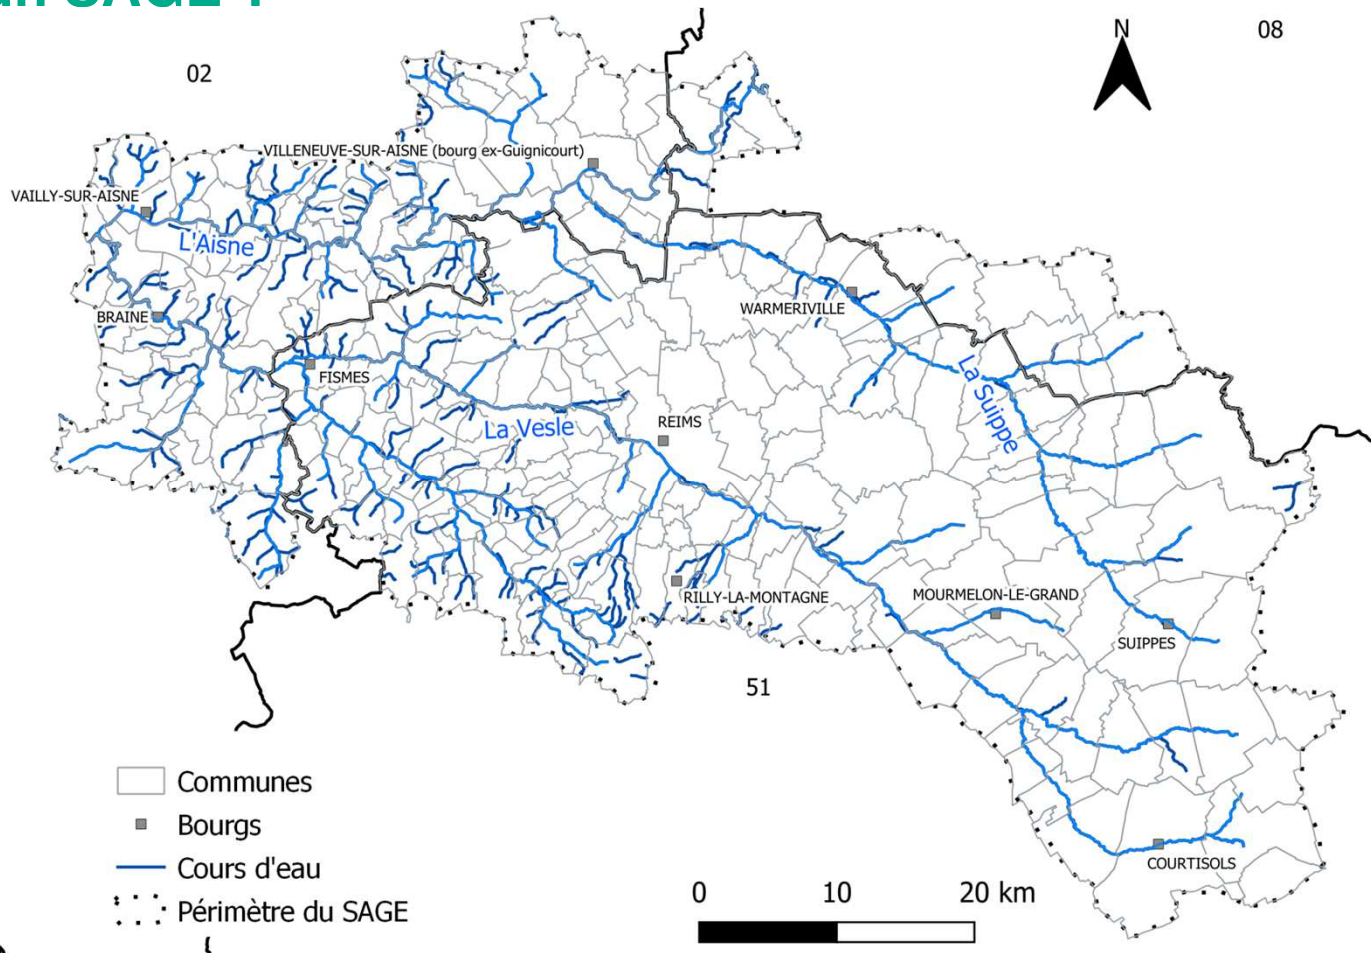 un SAGE ?
N
08
02
VILLENEUVE-SUR-AISNE (bourg ex-Guignicourt)
VAILLY-SUR-AISNE
L'Aisne
WARMERIVILLE
BRAINE
FISMES
La Suippe
La Vesle
REIMS
RILLY-LA-MONTAGNE
MOURMELON-LE-GRAND
SUIPPES
51
Communes
Bourgs
Cours d'eau
Périmètre du SAGE
COURTISOLS
0 10 20 km